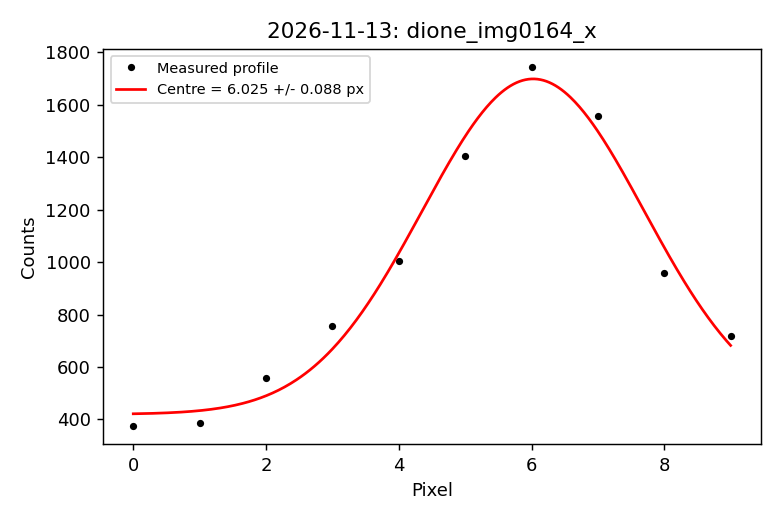 2026-11-13: dione_img0164_x
Measured profile
Centre = 6.025 +/- 0.088 px
1800
1600
1400
1200
1000
800
600
400
Counts
0 2 4 6 8
Pixel